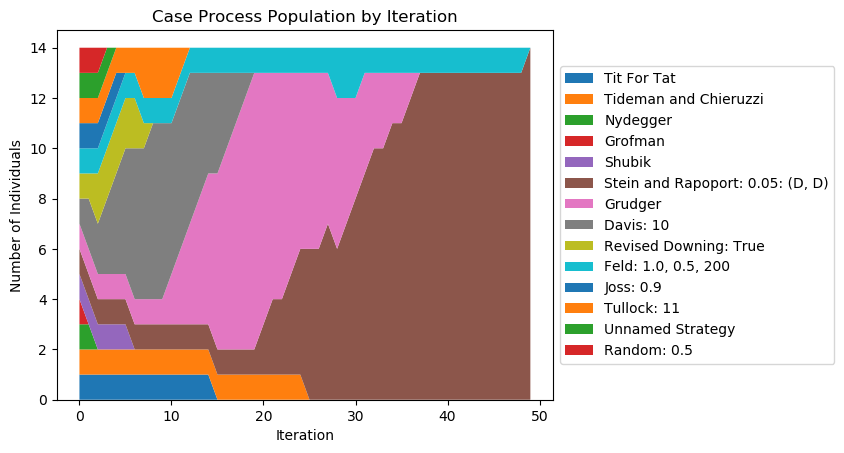 Case Process Population by Iteration
Number of Individuals
14
12
10
8
6
4
2
0
0 10 20 30 40 50
Iteration
Tit For Tat
Tideman and Chieruzzi
Nydegger
Grofman
Shubik
Stein and Rapoport: 0.05: (D, D)
Grudger
Davis: 10
Revised Downing: True
Feld: 1.0, 0.5, 200
Joss: 0.9
Tullock: 11
Unnamed Strategy
Random: 0.5